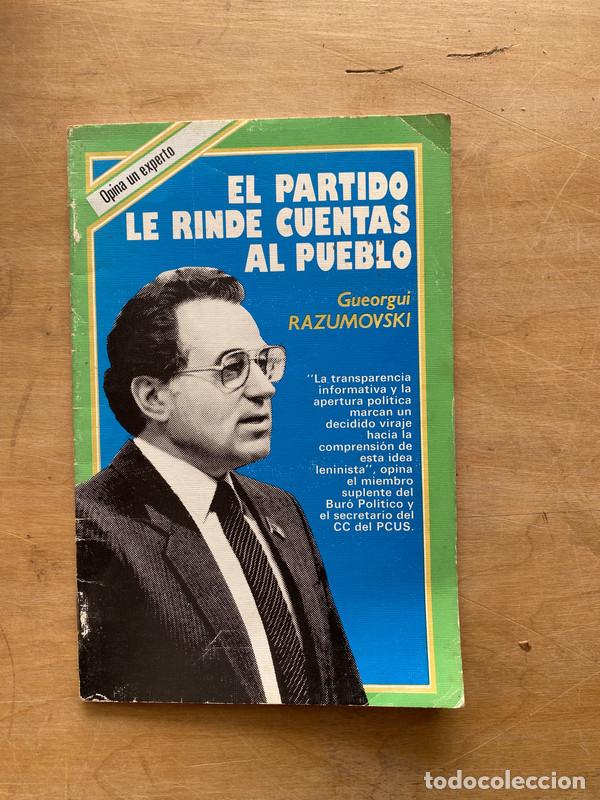 Opina un experto
EL PARTIDO
LE RINDE CUENTAS
AL PUEBLO
Gueorgui
RAZUMOVSKI
"La transparencia
informativa y la
apertura política
marcan un
decidido viraje
hacia la
comprensión de
esta idea
leninista", opina
el miembro
suplente del
Buró Político y
el secretario del
CC del PCUS.
todocoleccion